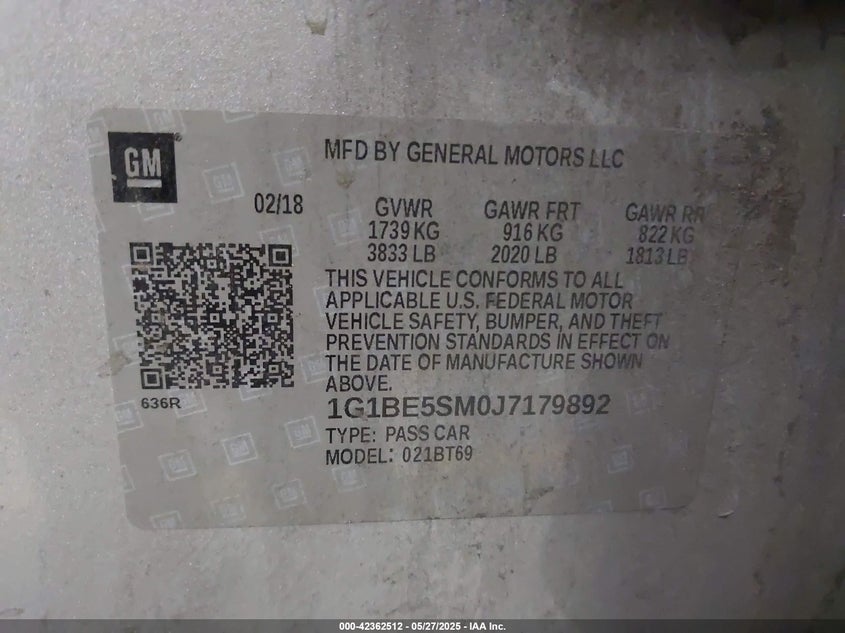 GM
MFD BY GENERAL MOTORS LLC
02/18
GVWR GAWR FRT GAWR RR
1739 KG 916 KG 822 KG
3833 LB 2020 LB 1813 LB
THIS VEHICLE CONFORMS TO ALL
APPLICABLE U.S. FEDERAL MOTOR
VEHICLE SAFETY, BUMPER, AND THEFT
PREVENTION STANDARDS IN EFFECT ON
THE DATE OF MANUFACTURE SHOWN
ABOVE.
636R
1G1BE5SM0J7179892
TYPE: PASS CAR
MODEL: 021BT69
000-42362512 | 05/27/2025 - IAA Inc.